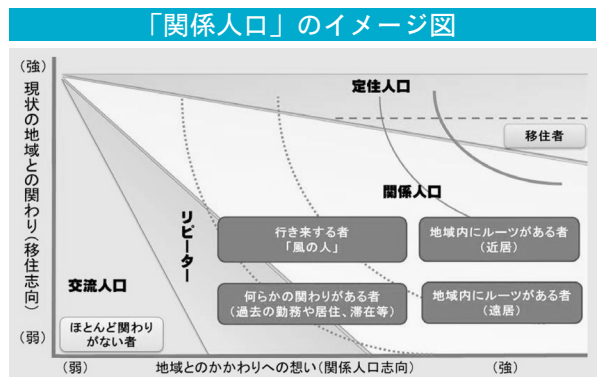 「関係人口」のイメージ図
(強)
現状の地域との関わり(移住志向)
(弱)
定住人口
移住者
関係人口
リピーター
行き来する者
「風の人」
地域内にルーツがある者
(近居)
交流人口
何らかの関わりがある者
(過去の勤務や居住、滞在等)
地域内にルーツがある者
(遠居)
ほとんど関わり
がない者
(弱)
地域とのかかわりへの想い(関係人口志向)
(強)